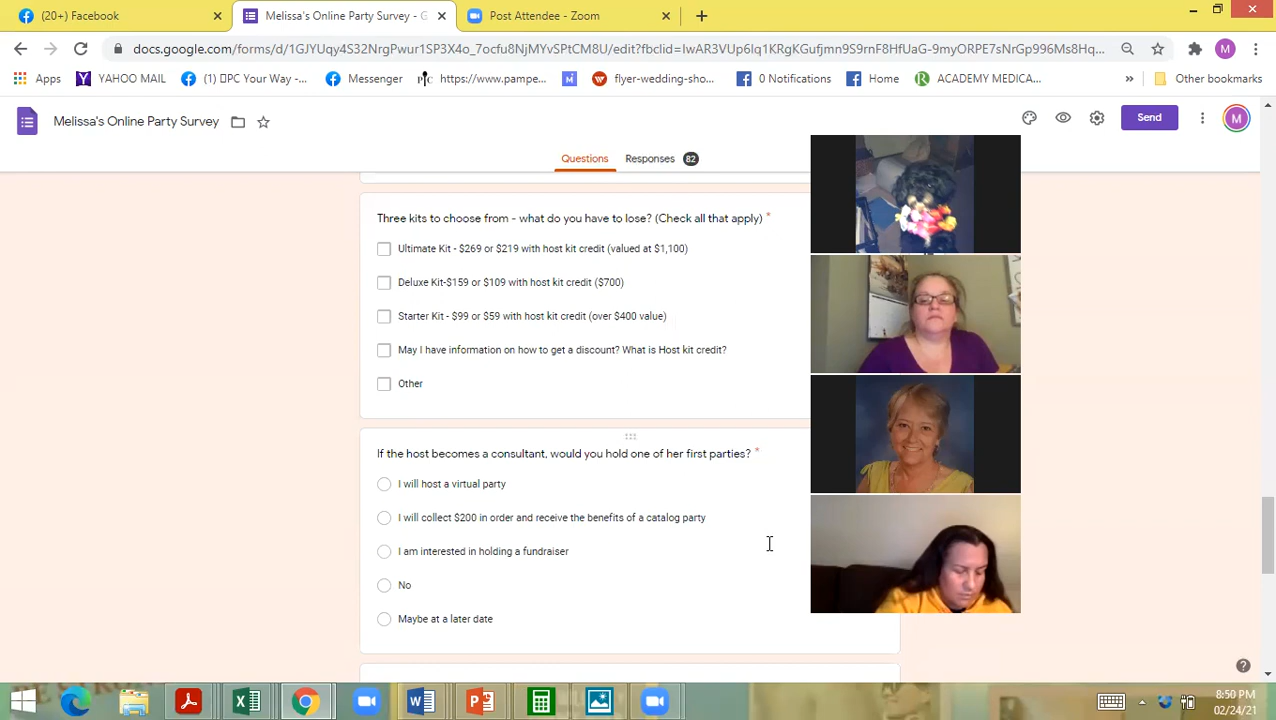 (20+) Facebook
Melissa's Online Party Survey - G
Post Attendee - Zoom
docs.google.com/forms/d/1GJYUqy4S32NrgPwur1SP3X4o_7ocfu8NjMYvSPtCM8U/edit?fbclid=IwAR3VUp6Iq1KRgKGufjmn9S9rnF8HfUaG-9myORPE7sNrGp996Ms8Hq...
Apps
YAHOO MAIL
(1) PC Your Way -...
Messenger
https://www.pampe...
flyer-wedding-sho...
0 Notifications
Home
ACADEMY MEDICA...
»
Other bookmarks
Melissa's Online Party Survey
Send
M
Questions Responses 82
Three kits to choose from - what do you have to lose? (Check all that apply) *
Ultimate Kit - $269 or $219 with host kit credit (valued at $1,100)
Deluxe Kit-$159 or $109 with host kit credit ($700)
Starter Kit - $99 or $59 with host kit credit (over $400 value)
May I have information on how to get a discount? What is Host kit credit?
Other
If the host becomes a consultant, would you hold one of her first parties? *
I will host a virtual party
I will collect $200 in order and receive the benefits of a catalog party
I am interested in holding a fundraiser
No
Maybe at a later date
8:50 PM
02/24/21